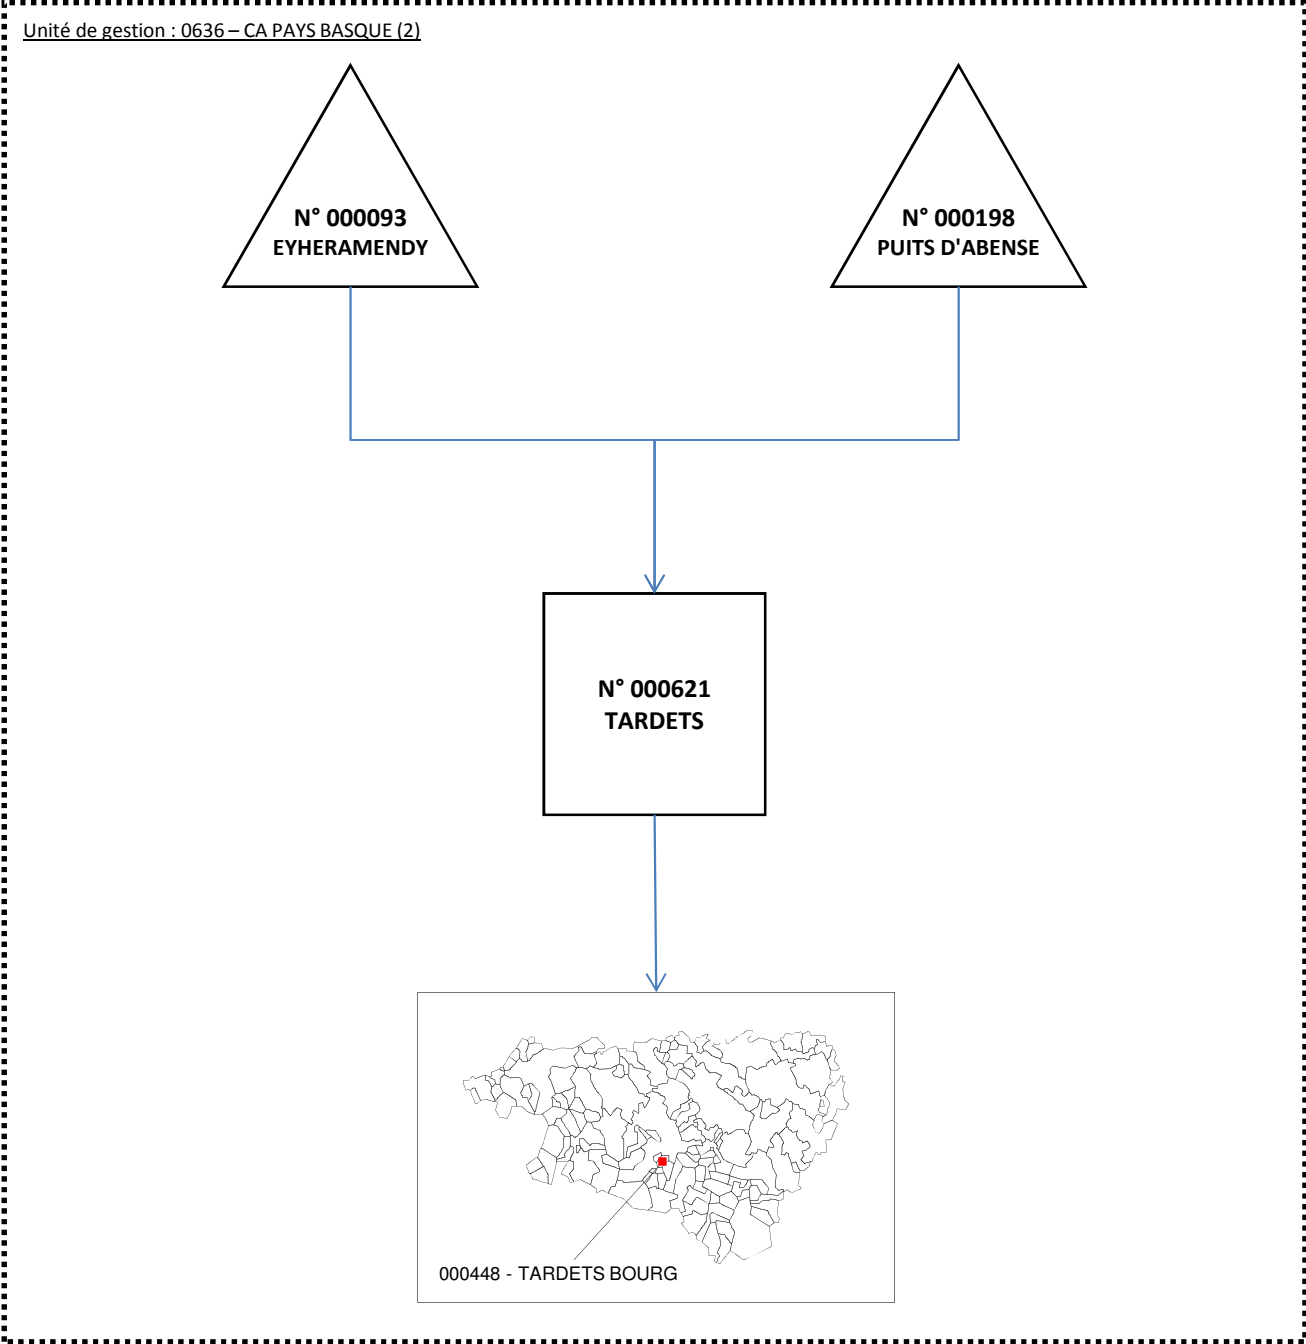 Unité de gestion : 0636 – CA PAYS BASQUE (2)
N° 000093
EYHERAMENDY
N° 000198
PUITS D'ABENSE
N° 000621
TARDETS
000448 - TARDETS BOURG